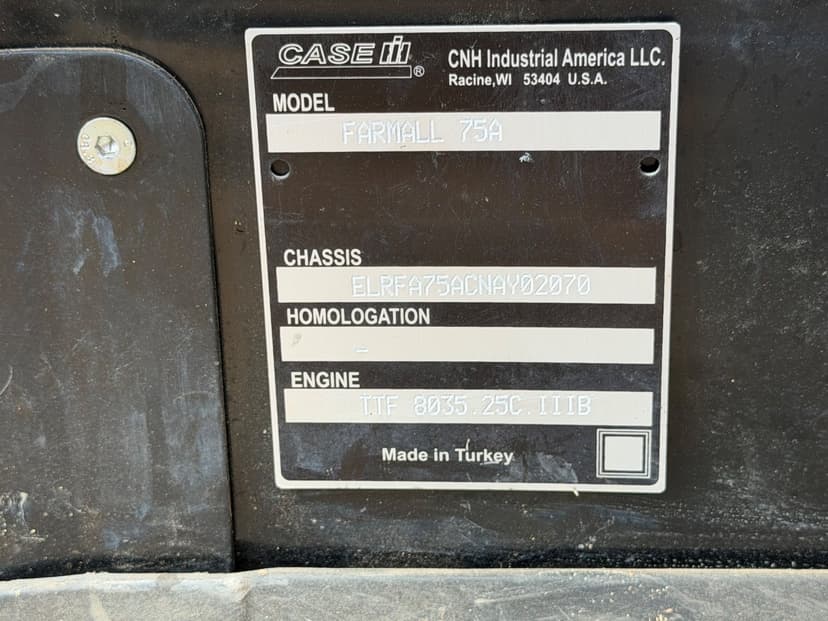 CASE IH ®
CNH Industrial America LLC.
Racine,WI 53404 U.S.A.
MODEL
FARMALL 75A
CHASSIS
ELRFA75ACNAY02070
HOMOLOGATION
-
ENGINE
TTF 8035.25C.IIIB
Made in Turkey